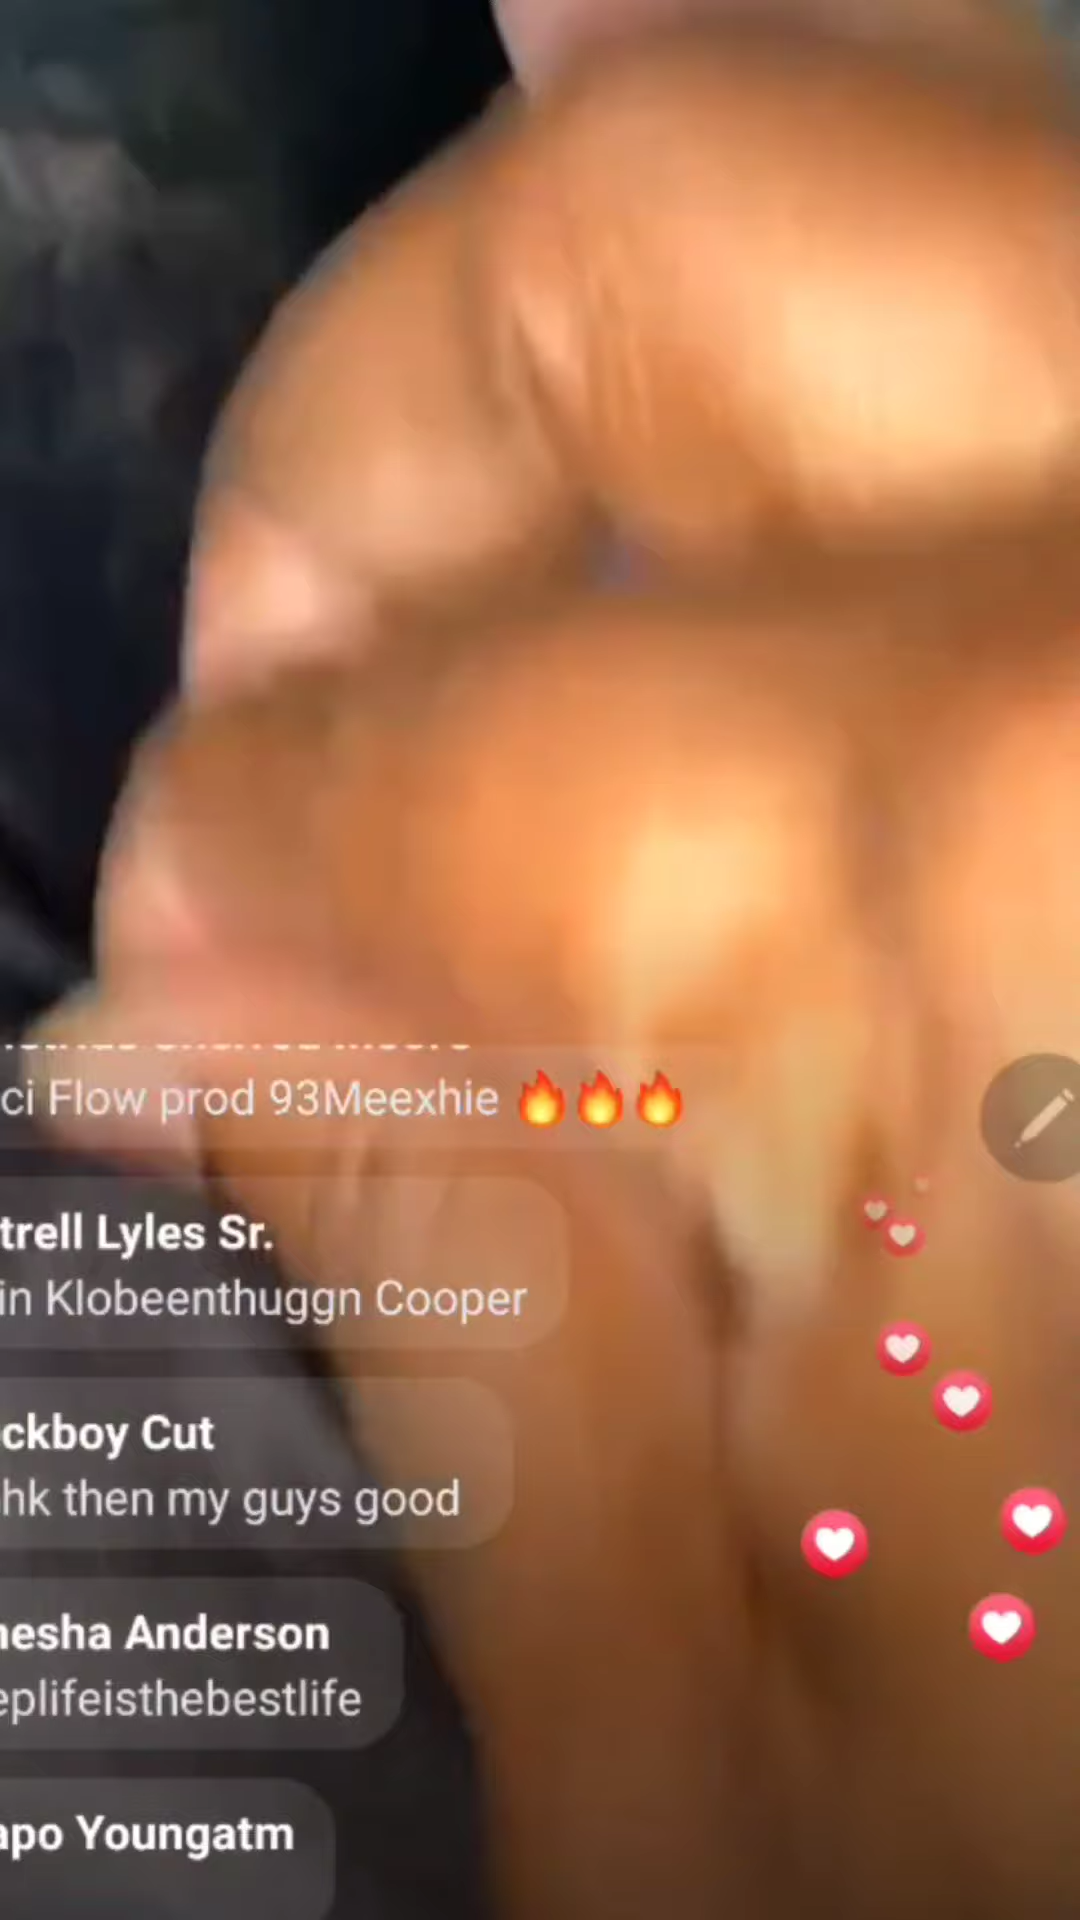 ci Flow prod 93Meexhie 🔥🔥🔥
trell Lyles Sr.
in Klobeenthuggn Cooper
ckboy Cut
hk then my guys good
nesha Anderson
eplifeisthebestlife
apo Youngatm